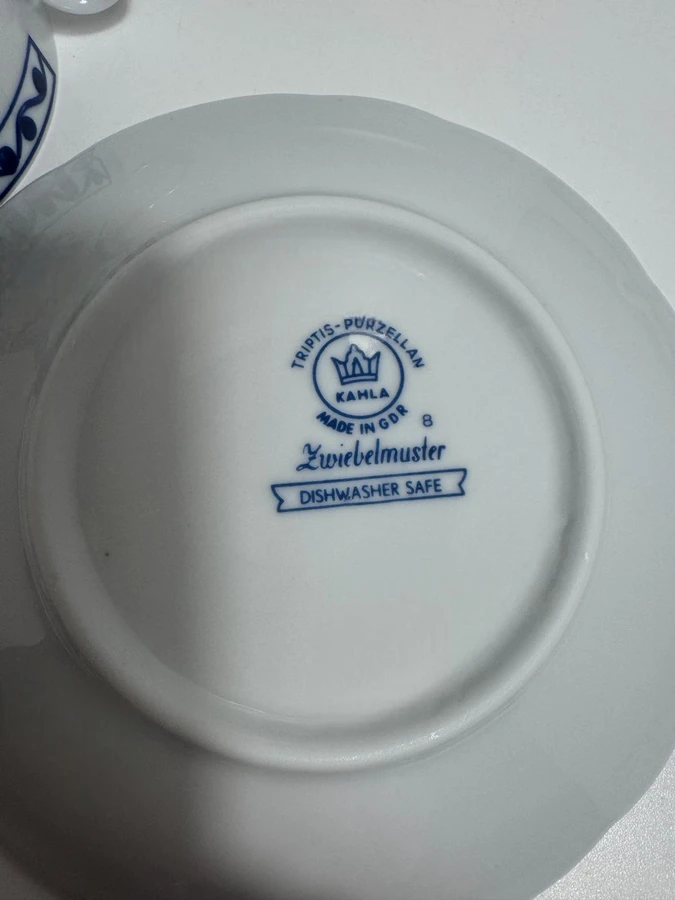 TRIPTIS-PORZELLAN
KAHLA
MADE IN GDR
8
Zwiebelmuster
DISHWASHER SAFE